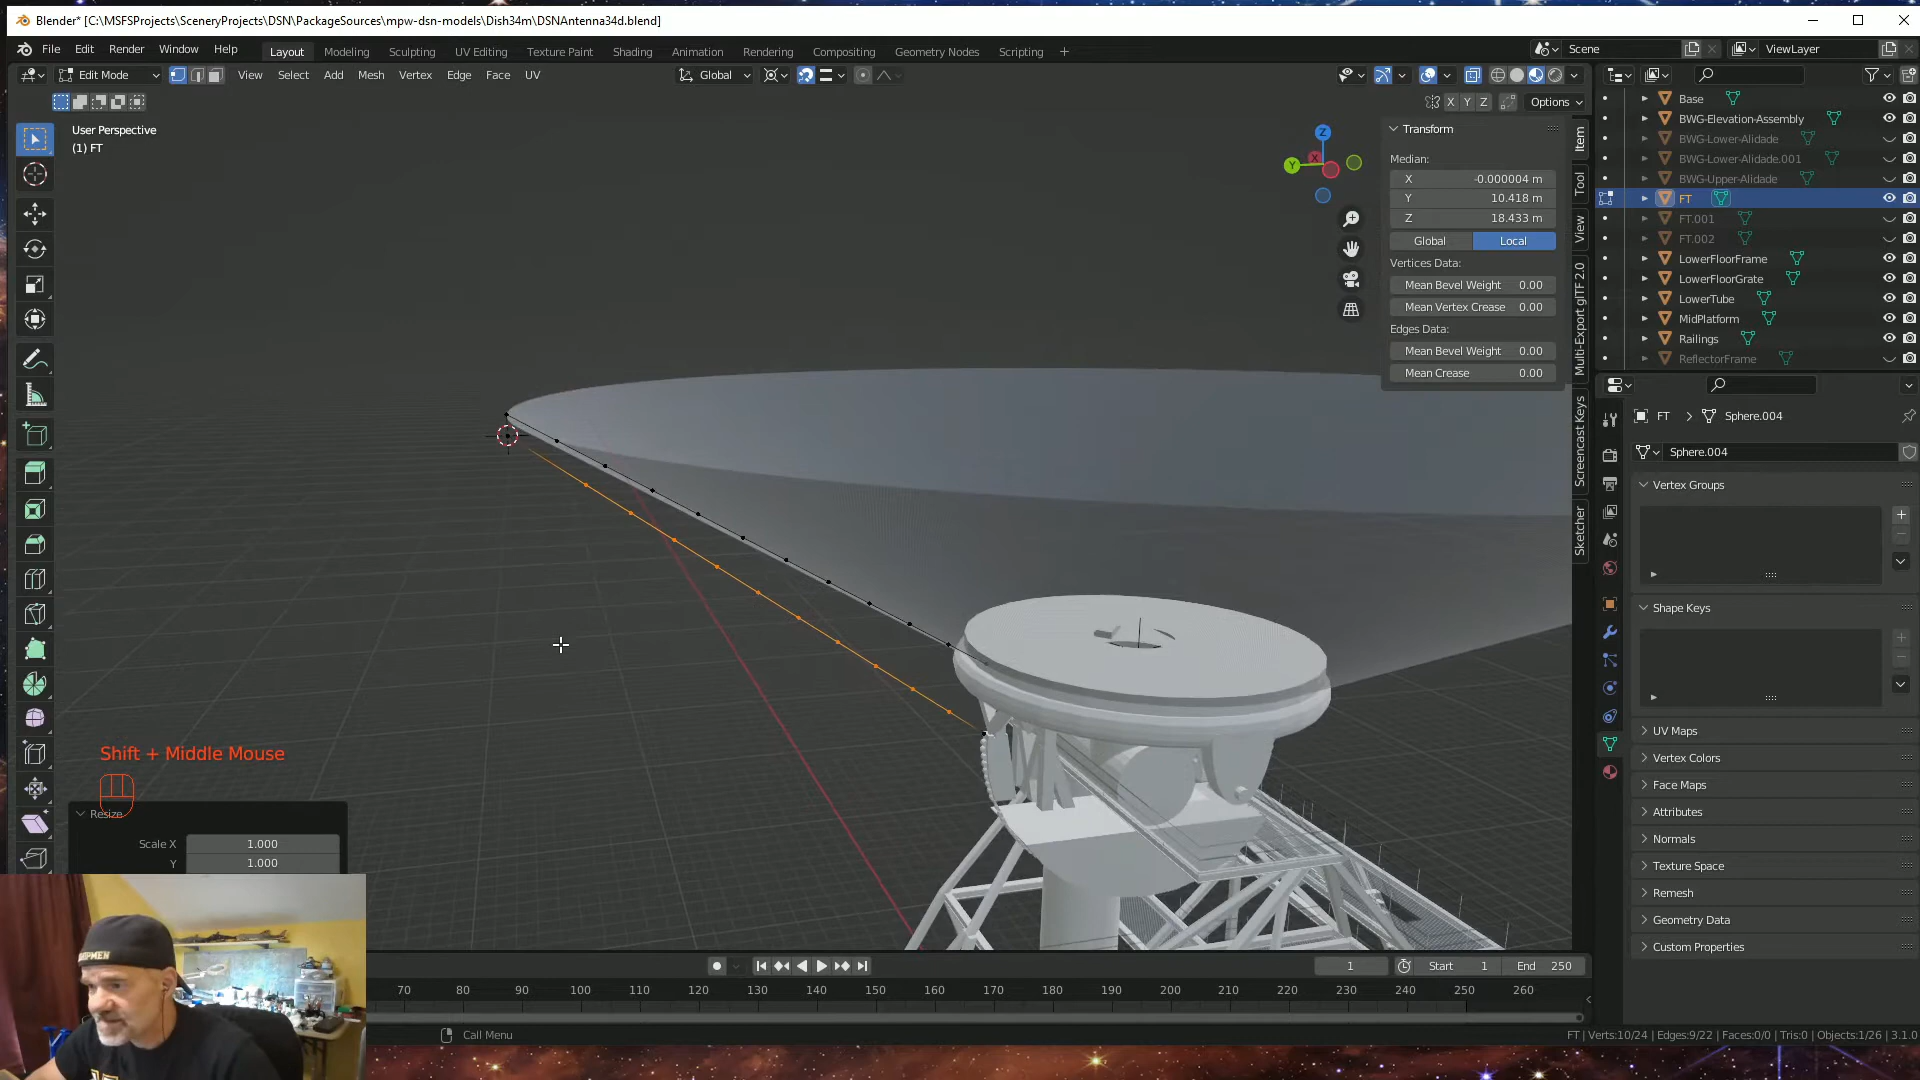 Blender* [C:\MSFSProjects\SceneryProjects\DSN\PackageSources\mpw-dsn-models\Dish34m\DSNAntenna34d.blend]
File Edit Render Window Help
Layout Modeling Sculpting UV Editing Texture Paint Shading Animation Rendering Compositing Geometry Nodes Scripting +
Scene
ViewLayer
Edit Mode
View Select Add Mesh Vertex Edge Face UV
Global
X Y Z
Options
User Perspective
(1) FT
Z
Y
X
Transform
Median:
X -0.000004 m
Y 10.418 m
Z 18.433 m
Global Local
Vertices Data:
Mean Bevel Weight 0.00
Mean Vertex Crease 0.00
Edges Data:
Mean Bevel Weight 0.00
Mean Crease 0.00
Item
Tool
View
Multi-Export glTF 2.0
Screencast Keys
Sketcher
Base
BWG-Elevation-Assembly
BWG-Lower-Alidade
BWG-Lower-Alidade.001
BWG-Upper-Alidade
FT
FT.001
FT.002
LowerFloorFrame
LowerFloorGrate
LowerTube
MidPlatform
Railings
ReflectorFrame
FT > Sphere.004
Sphere.004
Vertex Groups
Shape Keys
UV Maps
Vertex Colors
Face Maps
Attributes
Normals
Texture Space
Remesh
Geometry Data
Custom Properties
Shift + Middle Mouse
Resize
Scale X 1.000
Y 1.000
1
Start 1
End 250
70 80 90 100 110 120 130 140 150 160 170 180 190 200 210 220 230 240 250 260
Call Menu
FT | Verts:10/24 | Edges:9/22 | Faces:0/0 | Tris:0 | Objects:1/26 | 3.1.0